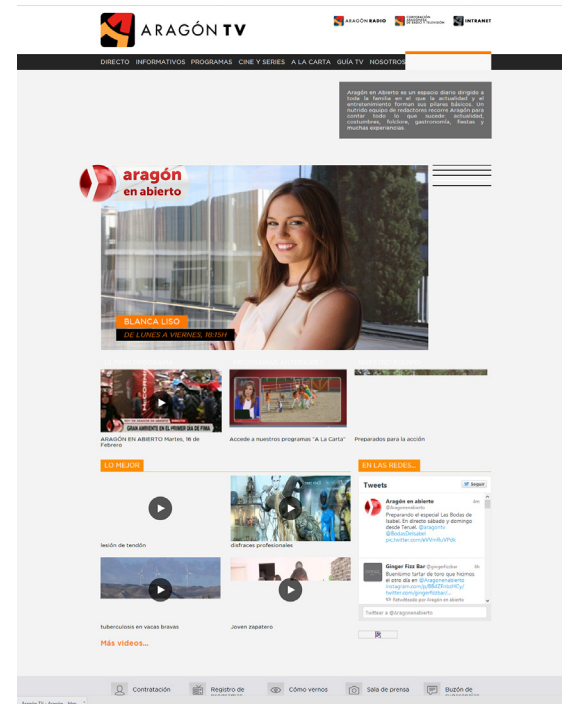 ARAGÓN TV
ARAGÓN RADIO
CORPORACIÓN
ARAGONESA
DE RADIO Y TELEVISIÓN
INTRANET
DIRECTO INFORMATIVOS PROGRAMAS CINE Y SERIES A LA CARTA GUÍA TV NOSOTROS
Aragón en Abierto es un espacio diario dirigido a
toda la familia en el que la actualidad y el
entretenimiento forman sus pilares básicos. Un
nutrido equipo de redactores recorre Aragón para
contar todo lo que sucede: actualidad,
costumbres, folclore, gastronomía, fiestas y
muchas experiencias.
aragón
en abierto
BLANCA LISO
DE LUNES A VIERNES, 18:15H
GRAN AMBIENTE EN EL PRIMER DÍA DE FIMA
ARAGÓN EN ABIERTO Martes, 16 de
Febrero
Accede a nuestros programas "A La Carta"
Preparados para la acción
LO MEJOR
EN LAS REDES...
lesión de tendón
disfraces profesionales
tuberculosis en vacas bravas
Joven zapatero
Más videos...
Tweets
Seguir
Aragón en abierto
@Aragonenabierto
Preparando el especial Las Bodas de
Isabel. En directo sábado y domingo
desde Teruel. @aragontv
@BodasDeIsabel
Ginger Fizz Bar @gingerfizzbar
Buenísimo tartar de toro que hicimos
el otro día en @Aragonenabierto
Retwitteado por Aragón en abierto
Twittear a @Aragonenabierto
Contratación
Registro de
Cómo vernos
Sala de prensa
Buzón de